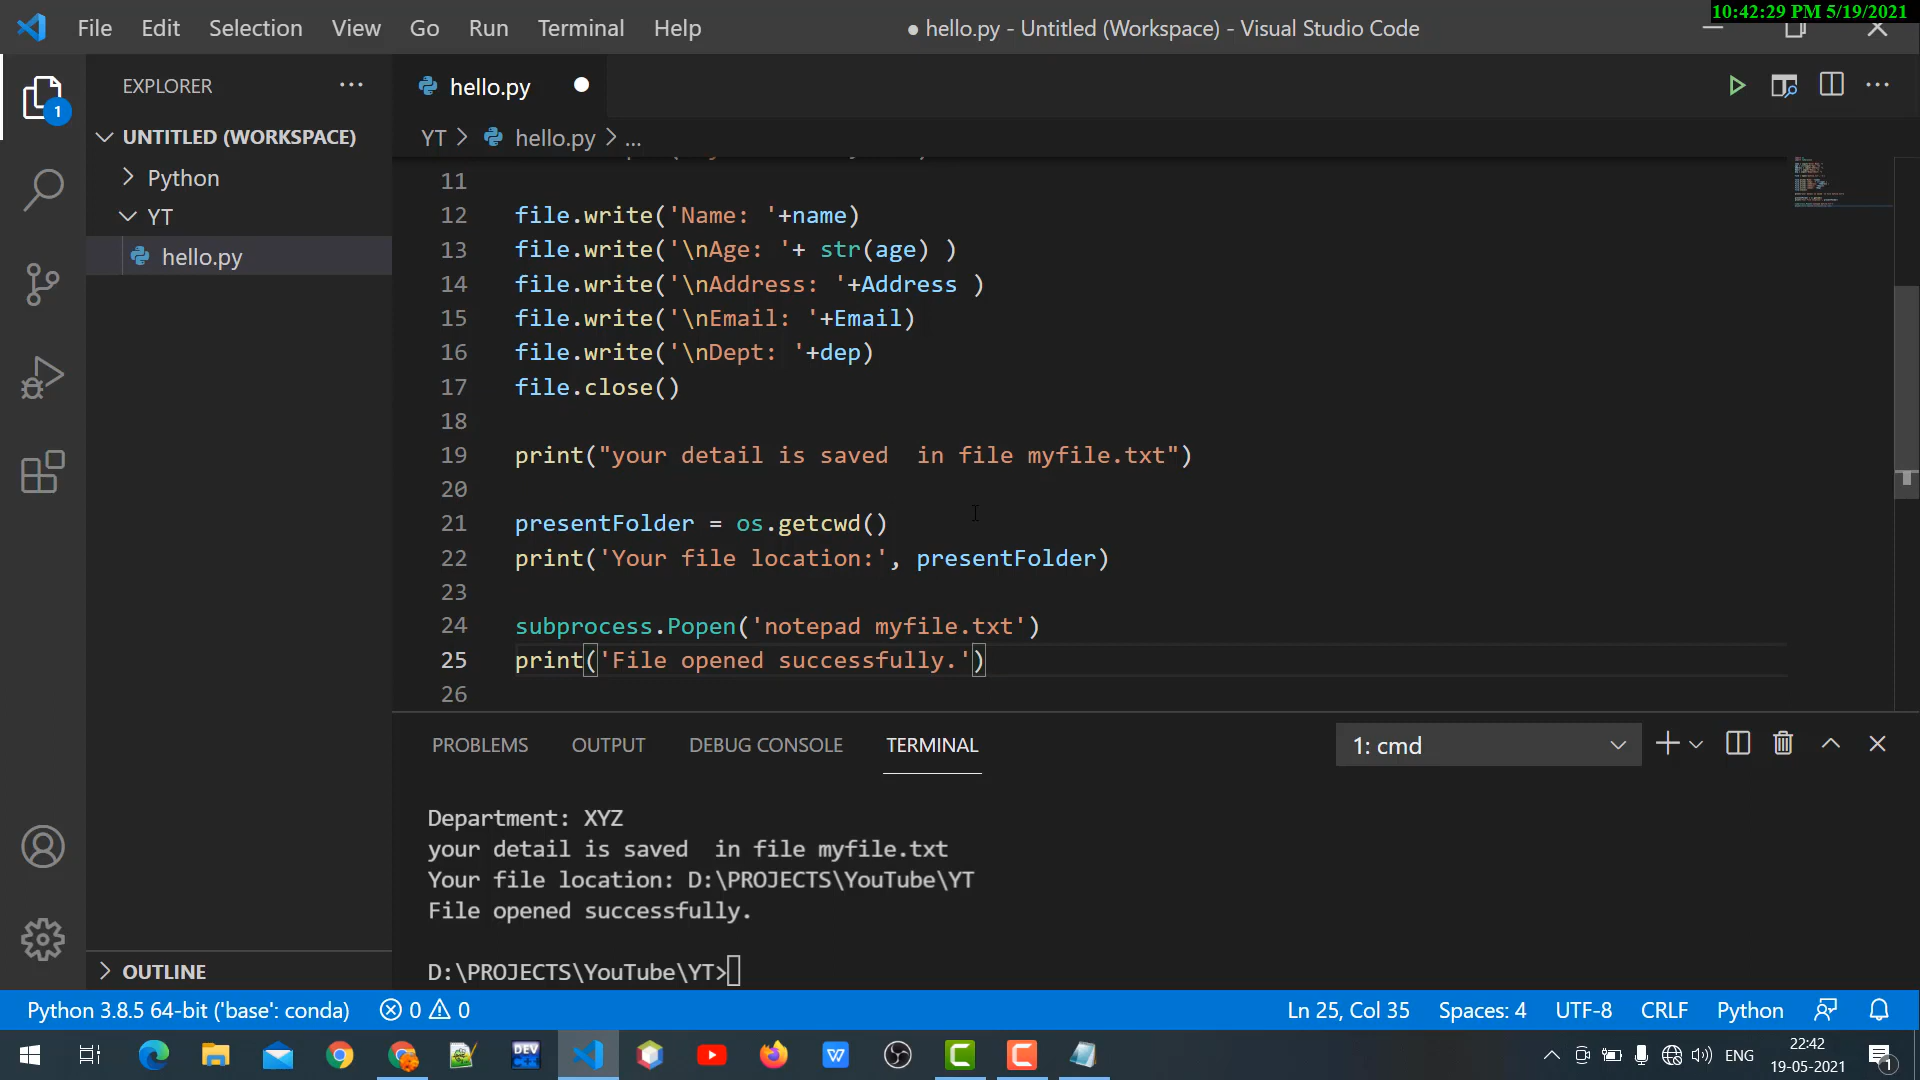 10:42:29 PM 5/19/2021
File Edit Selection View Go Run Terminal Help
● hello.py - Untitled (Workspace) - Visual Studio Code
EXPLORER
hello.py
UNTITLED (WORKSPACE)
YT > hello.py > ...
Python
YT
hello.py
11
12 file.write('Name: '+name)
13 file.write('\nAge: '+ str(age) )
14 file.write('\nAddress: '+Address )
15 file.write('\nEmail: '+Email)
16 file.write('\nDept: '+dep)
17 file.close()
18
19 print("your detail is saved  in file myfile.txt")
20
21 presentFolder = os.getcwd()
22 print('Your file location:', presentFolder)
23
24 subprocess.Popen('notepad myfile.txt')
25 print('File opened successfully.')
26
PROBLEMS OUTPUT DEBUG CONSOLE TERMINAL
1: cmd
Department: XYZ
your detail is saved  in file myfile.txt
Your file location: D:\PROJECTS\YouTube\YT
File opened successfully.
D:\PROJECTS\YouTube\YT>
OUTLINE
Python 3.8.5 64-bit ('base': conda) 0 0
Ln 25, Col 35 Spaces: 4 UTF-8 CRLF Python
DEV
ENG
22:42
19-05-2021
1
1